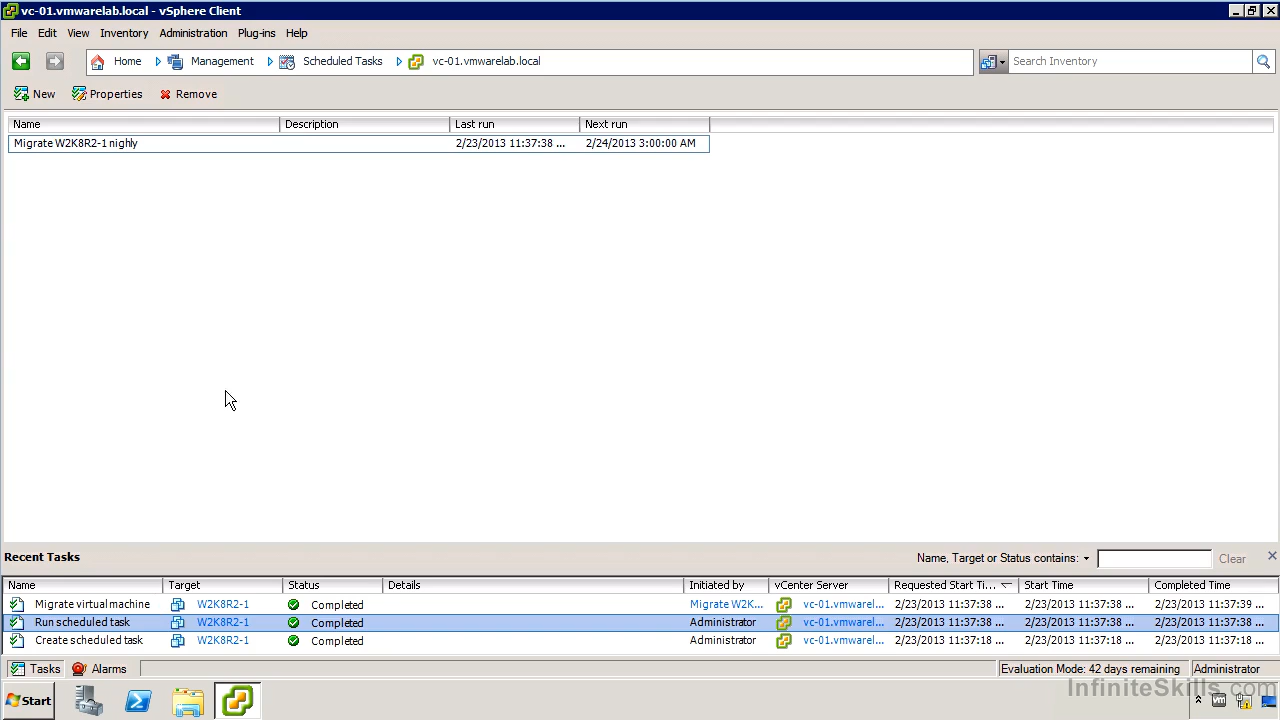 vc-01.vmwarelab.local - vSphere Client
File Edit View Inventory Administration Plug-ins Help
Home Management Scheduled Tasks vc-01.vmwarelab.local Search Inventory
New Properties Remove
Name Description Last run Next run
Migrate W2K8R2-1 nighly 2/23/2013 11:37:38 ... 2/24/2013 3:00:00 AM
Recent Tasks Name, Target or Status contains: Clear
Name Target Status Details Initiated by vCenter Server Requested Start Ti... Start Time Completed Time
Migrate virtual machine W2K8R2-1 Completed Migrate W2K... vc-01.vmwarel... 2/23/2013 11:37:38 ... 2/23/2013 11:37:38 ... 2/23/2013 11:37:39 ...
Run scheduled task W2K8R2-1 Completed Administrator vc-01.vmwarel... 2/23/2013 11:37:38 ... 2/23/2013 11:37:38 ... 2/23/2013 11:37:38 ...
Create scheduled task W2K8R2-1 Completed Administrator vc-01.vmwarel... 2/23/2013 11:37:18 ... 2/23/2013 11:37:18 ... 2/23/2013 11:37:18 ...
Tasks Alarms Evaluation Mode: 42 days remaining Administrator
InfiniteSkills.com
Start